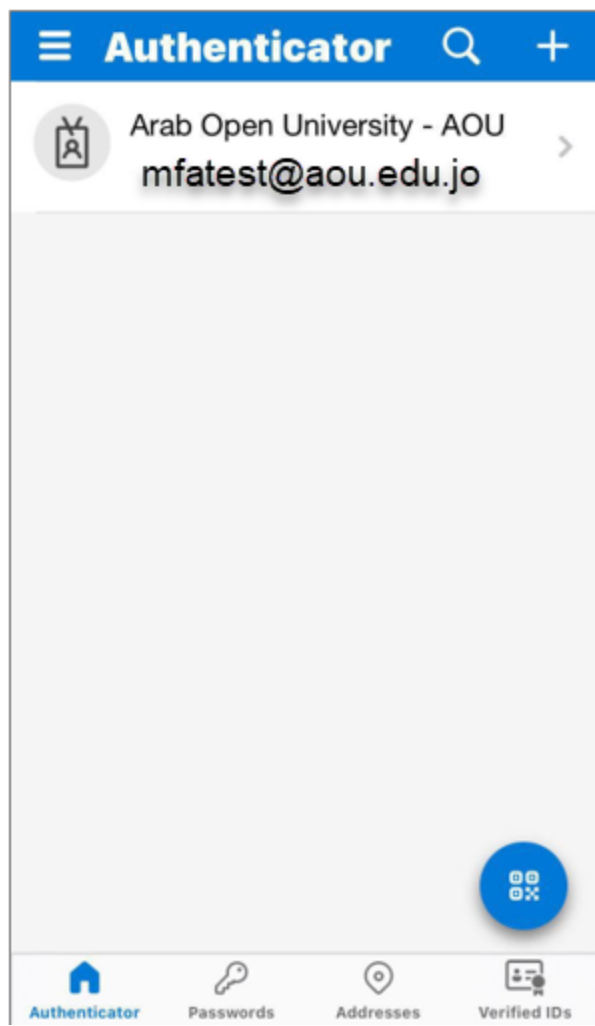 Authenticator
Arab Open University - AOU
mfatest@aou.edu.jo
Authenticator Passwords Addresses Verified IDs